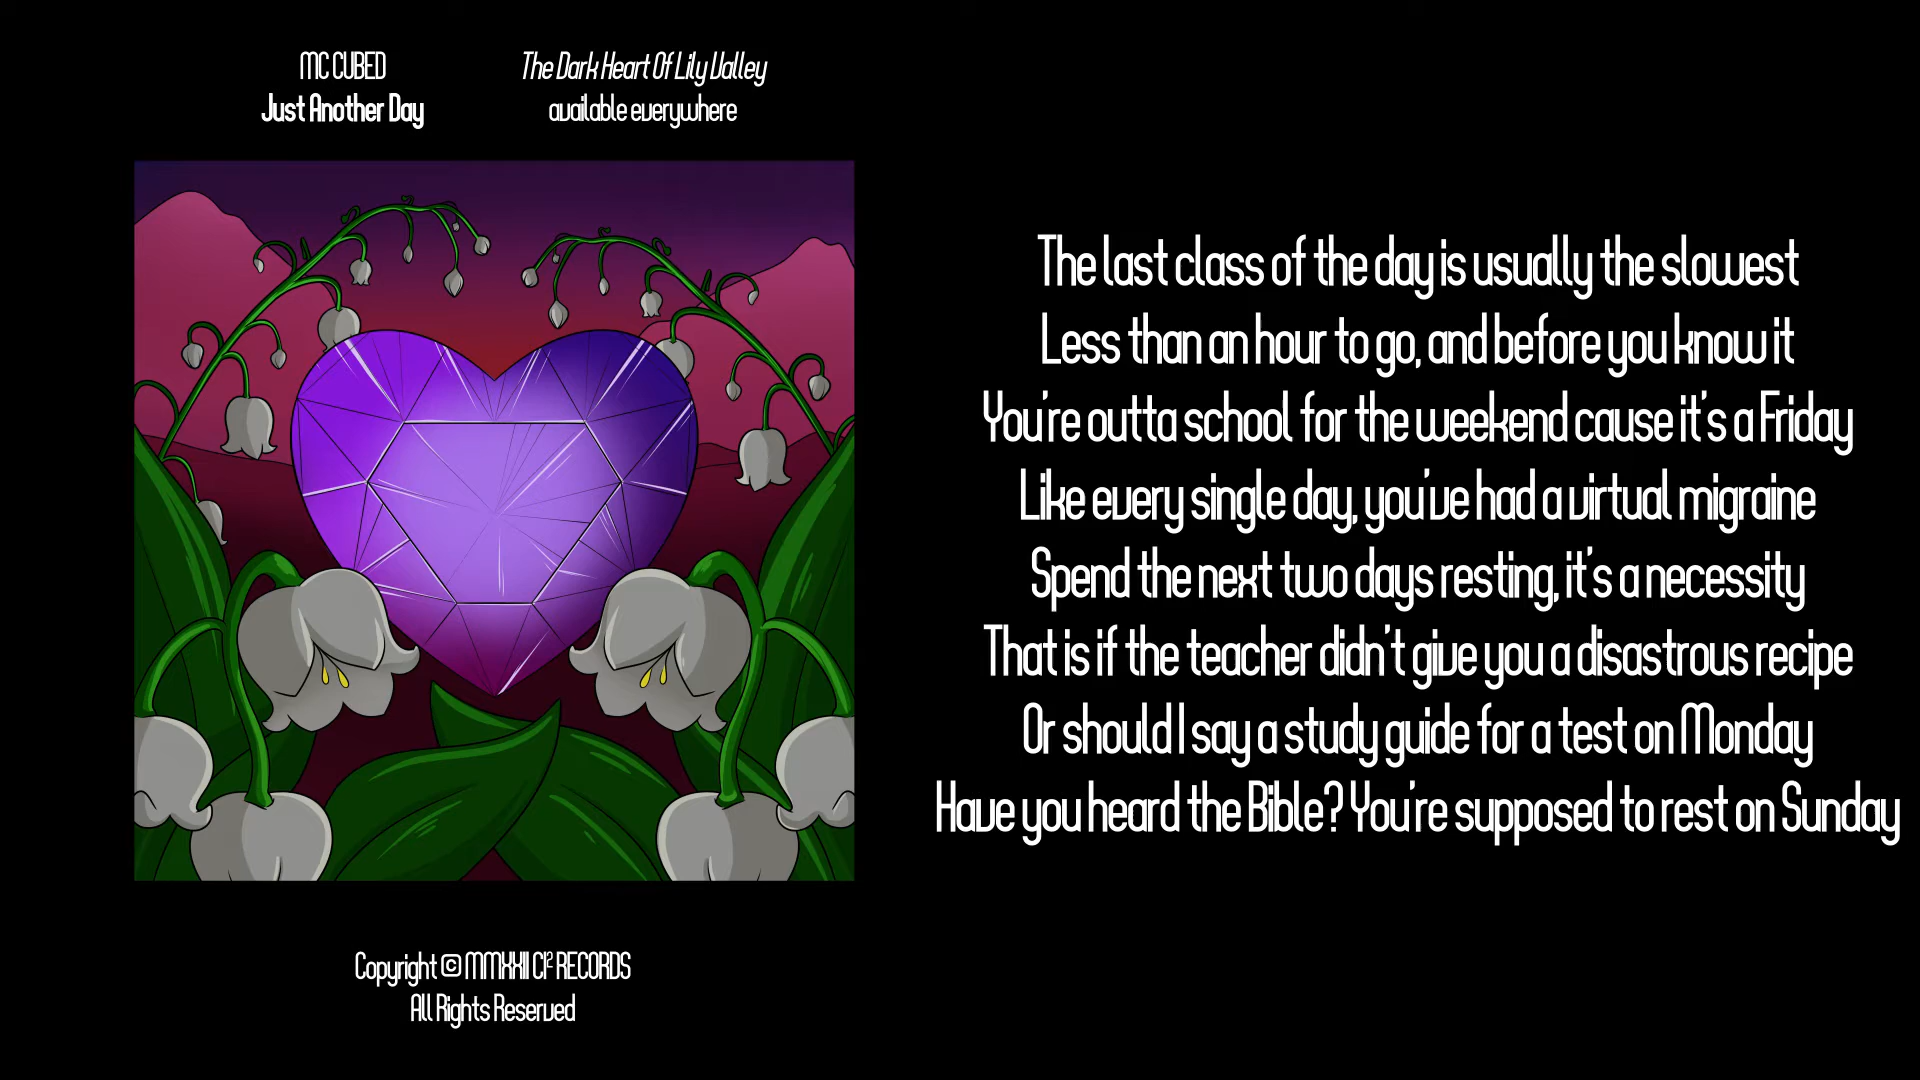 MC CUBED
Just Another Day
The Dark Heart Of Lily Valley
available everywhere
The last class of the day is usually the slowest
Less than an hour to go, and before you know it
You're outta school for the weekend cause it's a Friday
Like every single day, you've had a virtual migraine
Spend the next two days resting, it's a necessity
That is if the teacher didn't give you a disastrous recipe
Or should I say a study guide for a test on Monday
Have you heard the Bible? You're supposed to rest on Sunday
Copyright © MMXXII CI² RECORDS
All Rights Reserved